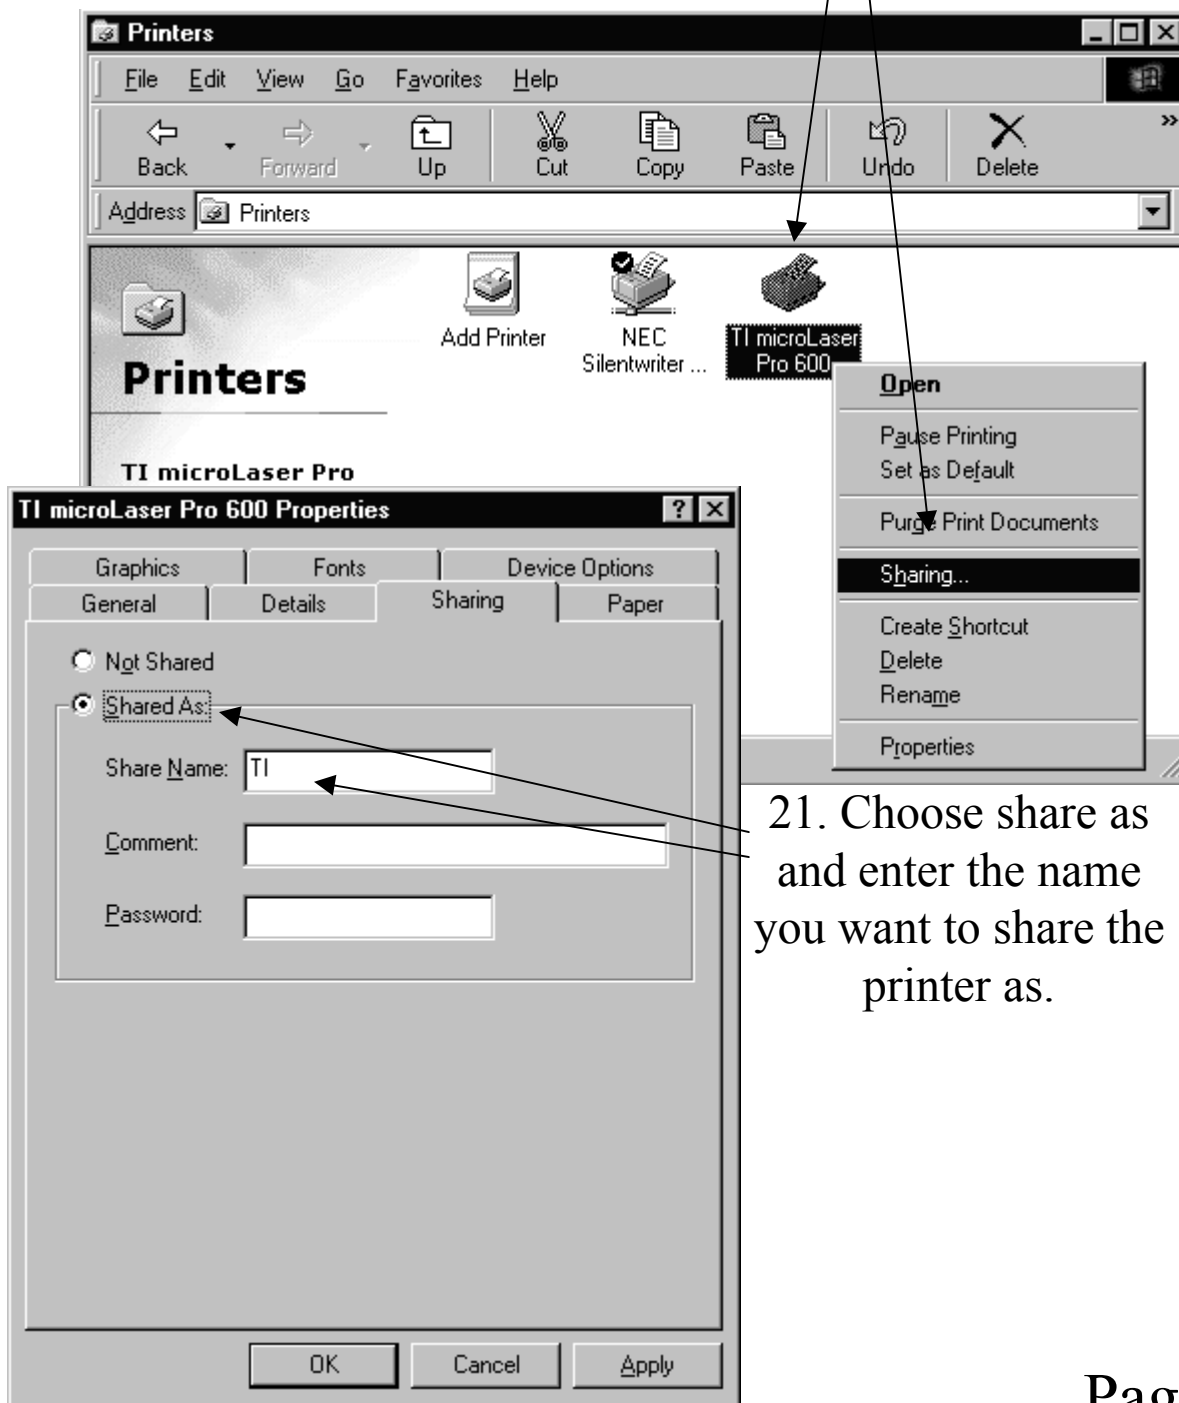 Printers
File Edit View Go Favorites Help
Back Forward Up Cut Copy Paste Undo Delete »
Address Printers
Printers
TI microLaser Pro
Add Printer
NEC
Silentwriter ...
TI microLaser
Pro 600
Open
Pause Printing
Set as Default
Purge Print Documents
Sharing...
Create Shortcut
Delete
Rename
Properties
TI microLaser Pro 600 Properties
Graphics Fonts Device Options
General Details Sharing Paper
Not Shared
Shared As:
Share Name: TI
Comment:
Password:
OK Cancel Apply
21. Choose share as
and enter the name
you want to share the
printer as.
Pag